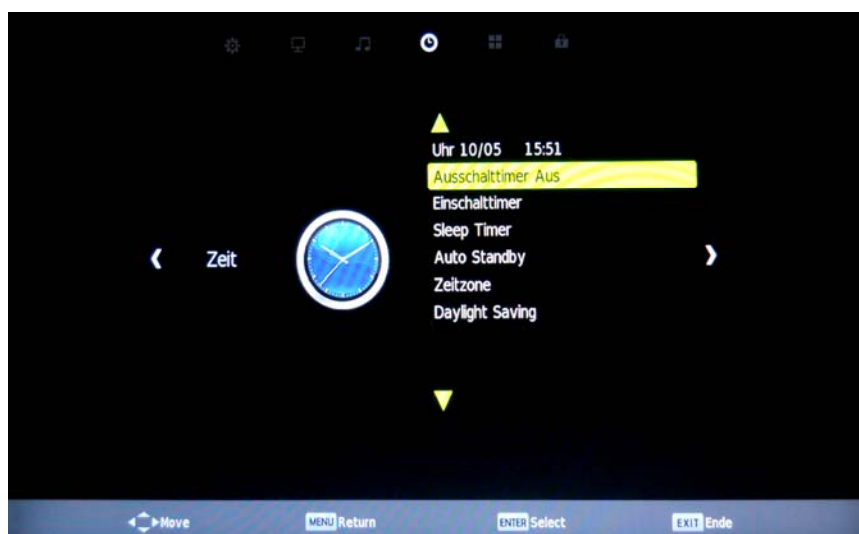 Uhr 10/05 15:51
Ausschalttimer Aus
Einschalttimer
Sleep Timer
Zeit
Auto Standby
Zeitzone
Daylight Saving
Move MENU Return ENTER Select EXIT Ende